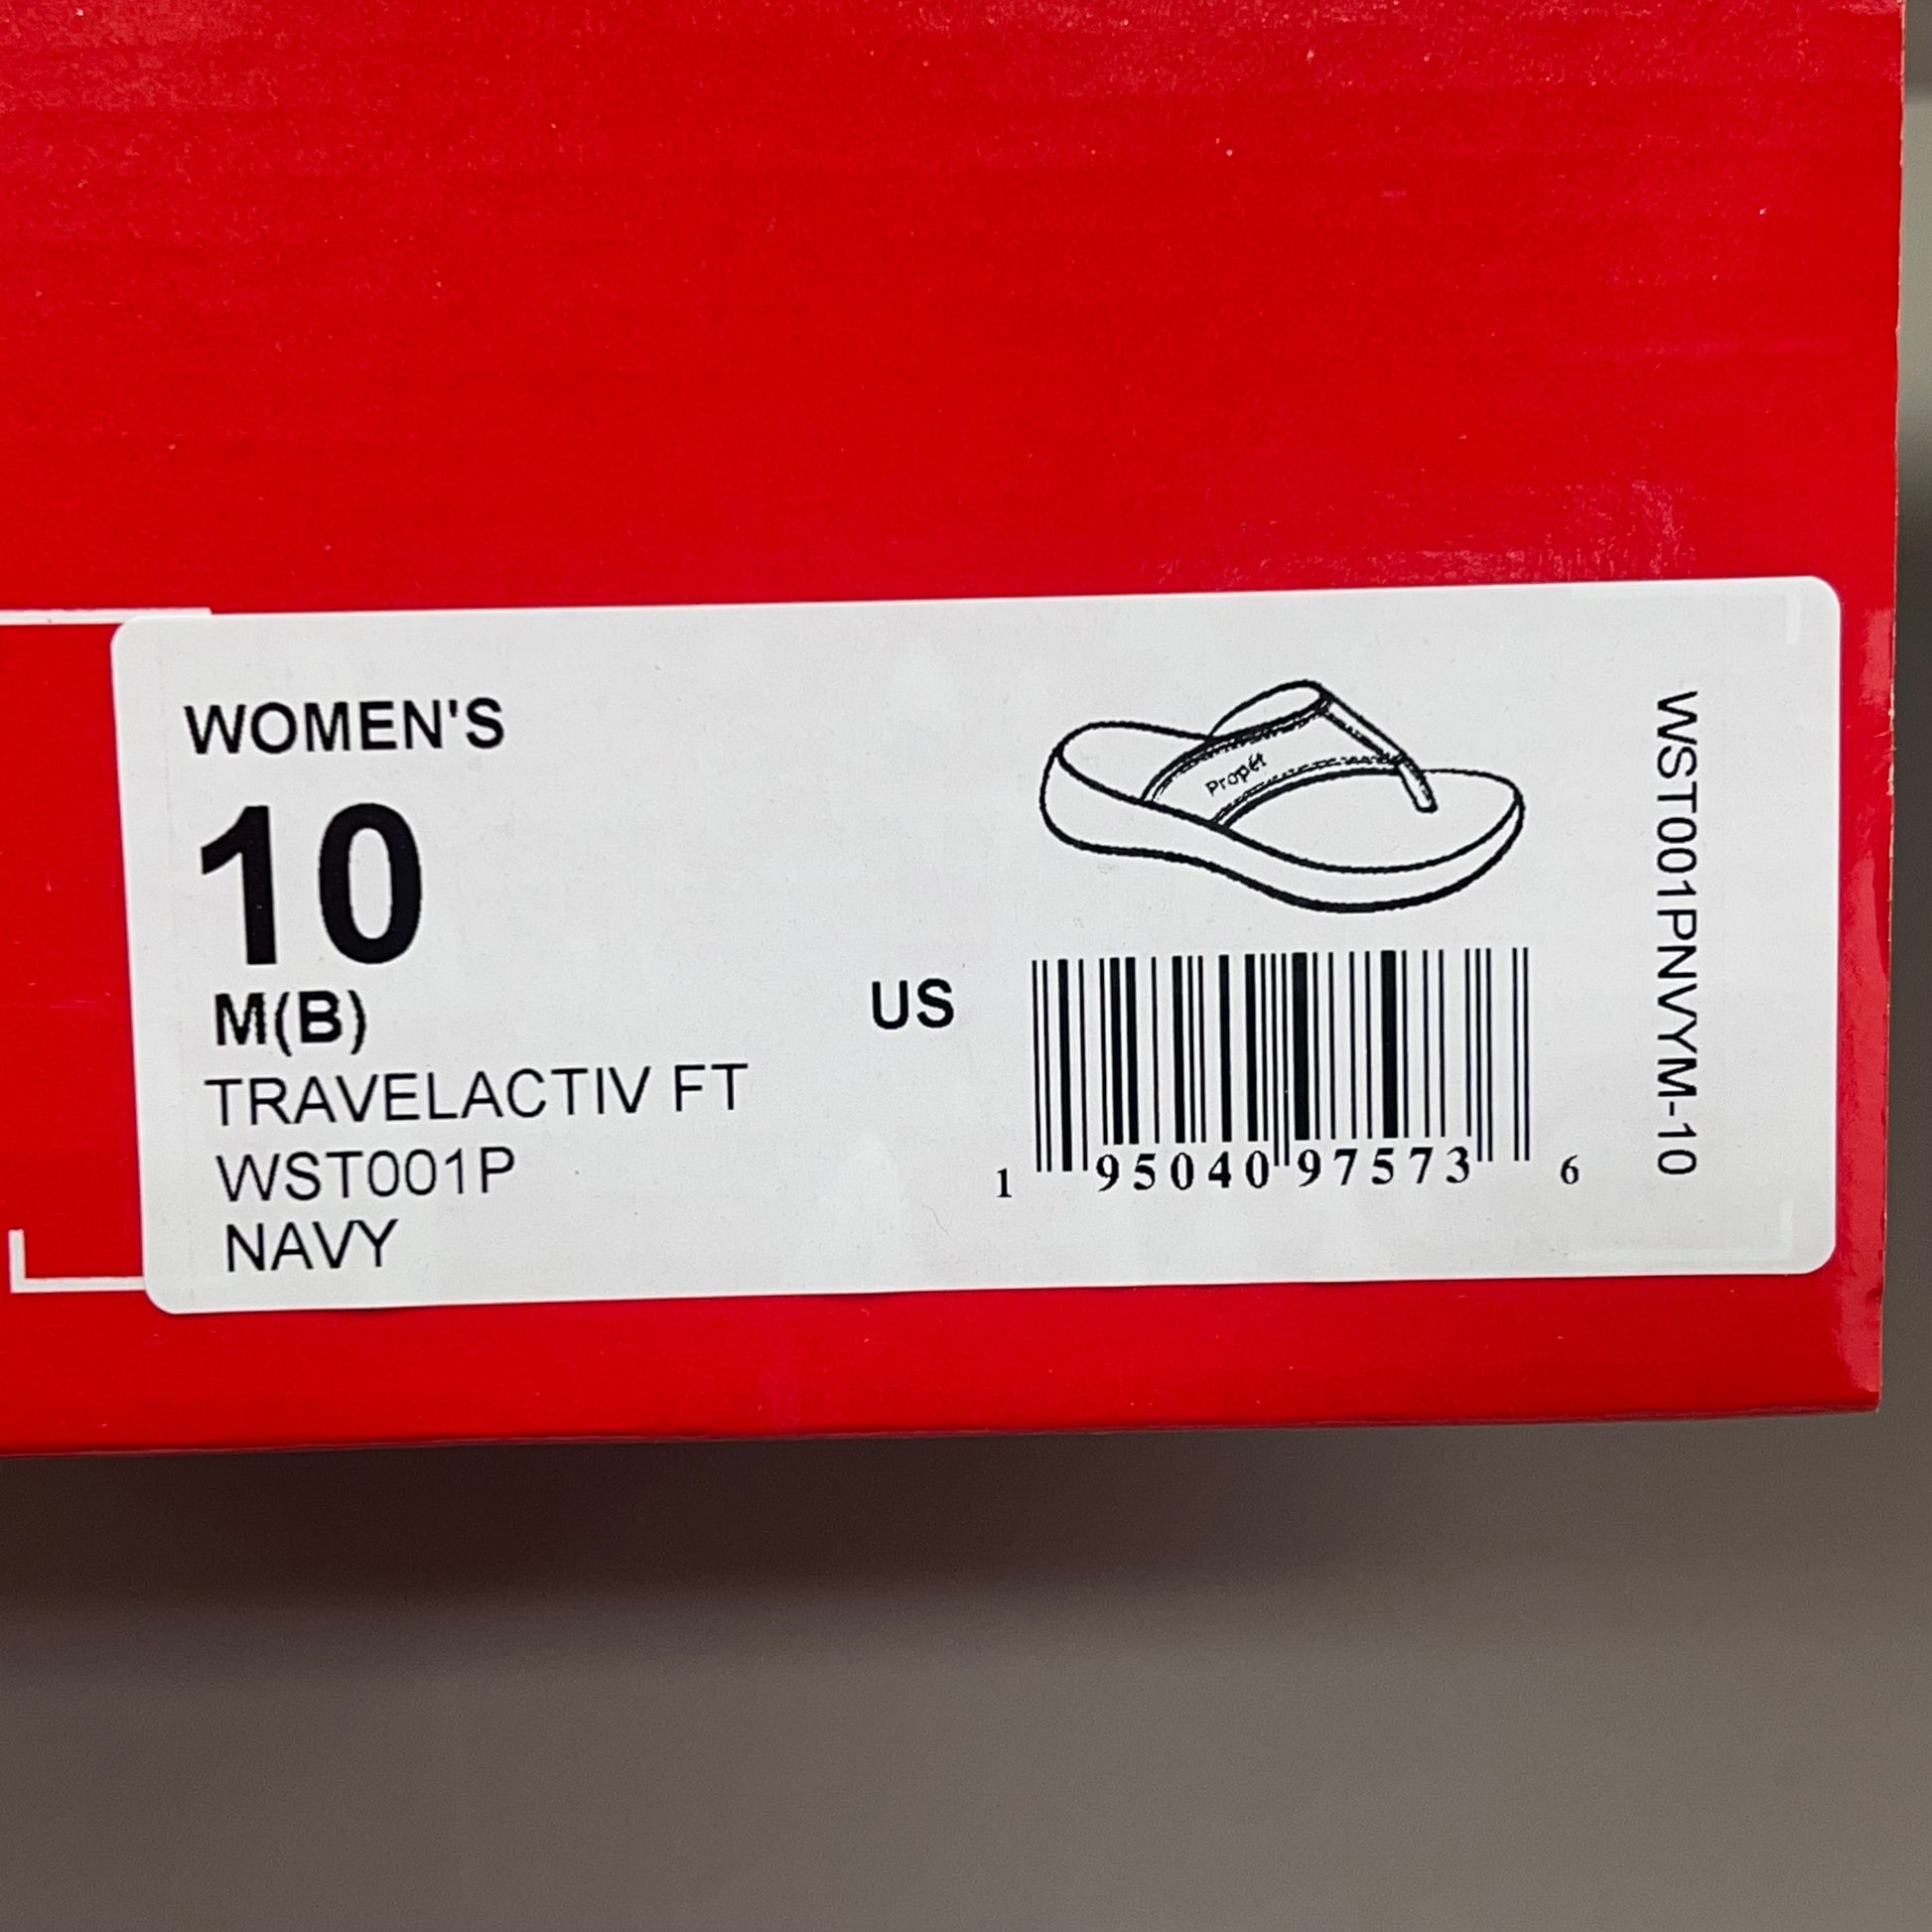 WOMEN'S
10
M(B)
TRAVELACTIV FT
WST001P
NAVY
US
Propét
1 95040 97573 6
WST001PNVYM-10